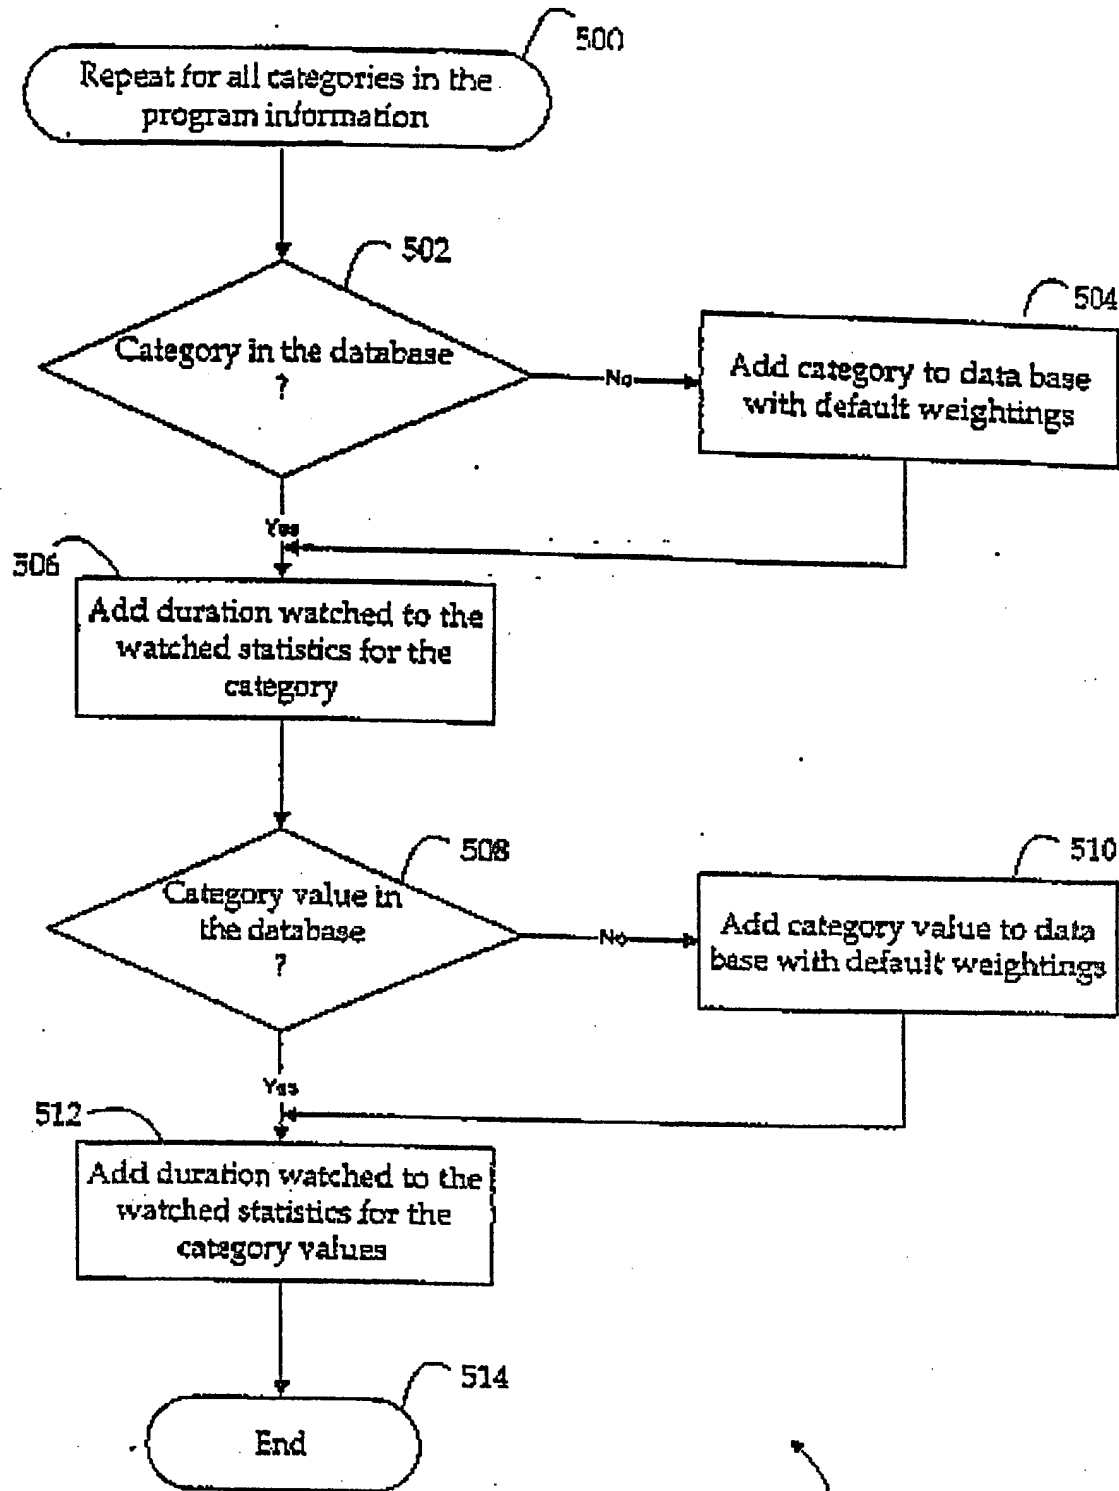 500
Repeat for all categories in the
program information
502
Category in the database
?
No
504
Add category to data base
with default weightings
Yes
506
Add duration watched to the
watched statistics for the
category
508
Category value in
the database
?
No
510
Add category value to data
base with default weightings
Yes
512
Add duration watched to the
watched statistics for the
category values
514
End